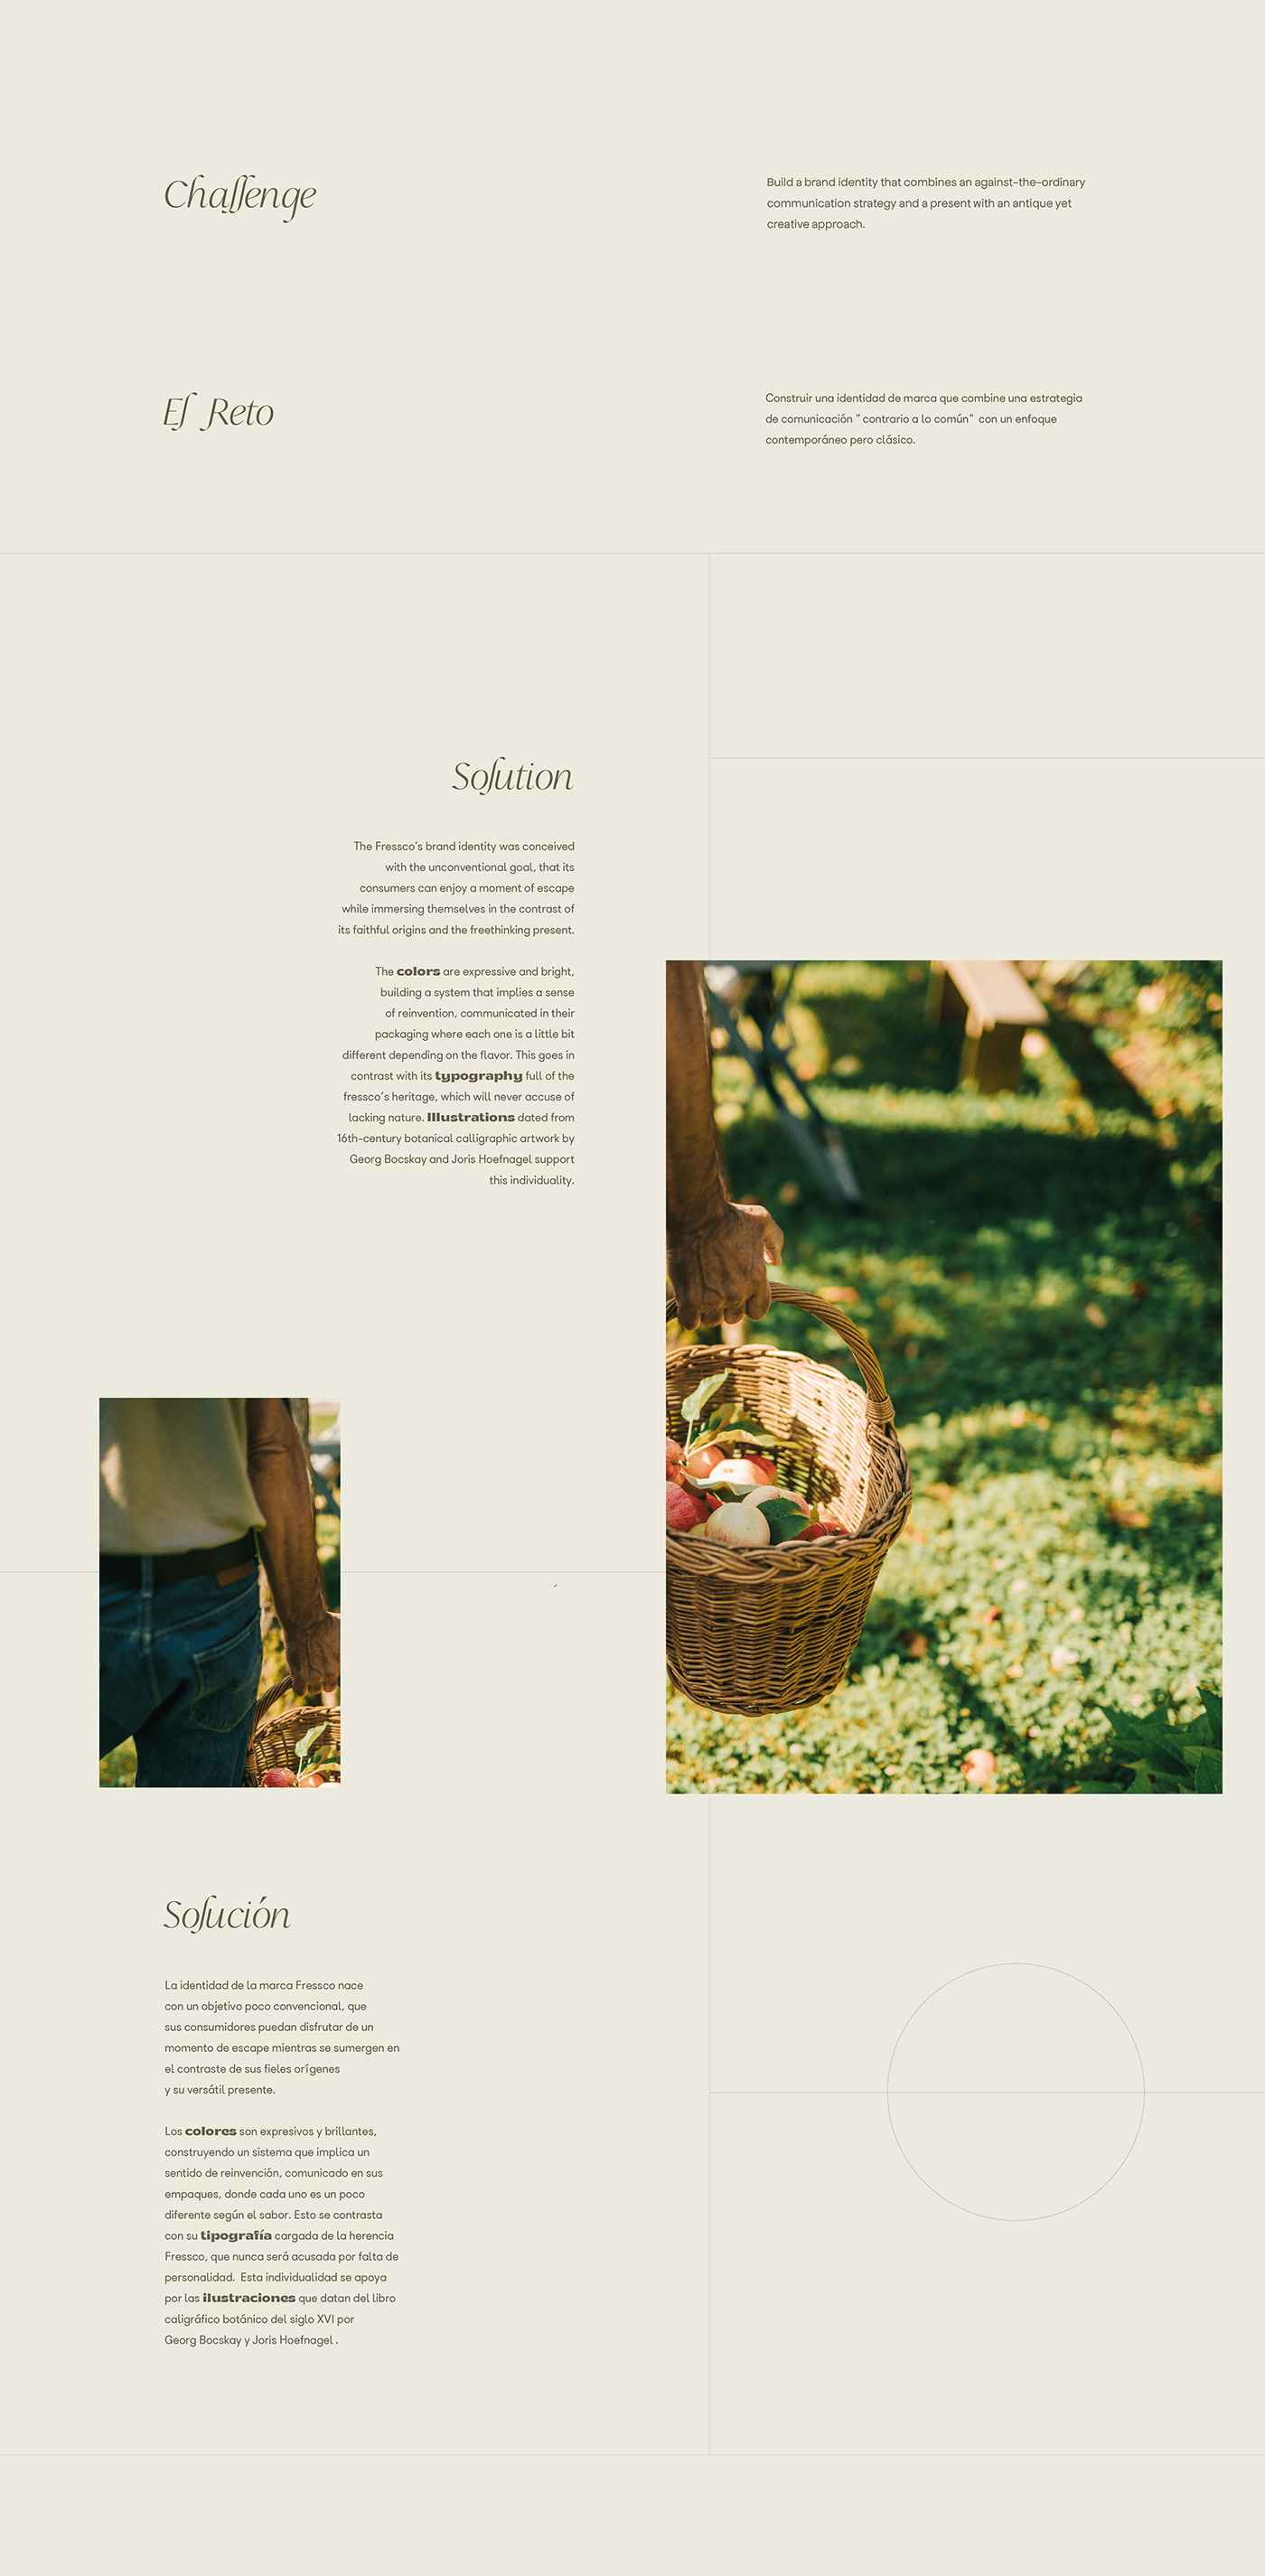 Challenge
Build a brand identity that combines an against-the-ordinary
communication strategy and a present with an antique yet
creative approach.
El Reto
Construir una identidad de marca que combine una estrategia
de comunicación "contrario a lo común" con un enfoque
contemporáneo pero clásico.
Solution
The Fressco's brand identity was conceived
with the unconventional goal, that its
consumers can enjoy a moment of escape
while immersing themselves in the contrast of
its faithful origins and the freethinking present.
The colors are expressive and bright,
building a system that implies a sense
of reinvention, communicated in their
packaging where each one is a little bit
different depending on the flavor. This goes in
contrast with its typography full of the
fressco's heritage, which will never accuse of
lacking nature. Illustrations dated from
16th-century botanical calligraphic artwork by
Georg Bocskay and Joris Hoefnagel support
this individuality.
Solución
La identidad de la marca Fressco nace
con un objetivo poco convencional, que
sus consumidores puedan disfrutar de un
momento de escape mientras se sumergen en
el contraste de sus fieles orígenes
y su versátil presente.
Los colores son expresivos y brillantes,
construyendo un sistema que implica un
sentido de reinvención, comunicado en sus
empaques, donde cada uno es un poco
diferente según el sabor. Esto se contrasta
con su tipografía cargada de la herencia
Fressco, que nunca será acusada por falta de
personalidad. Esta individualidad se apoya
por las ilustraciones que datan del libro
caligráfico botánico del siglo XVI por
Georg Bocskay y Joris Hoefnagel .